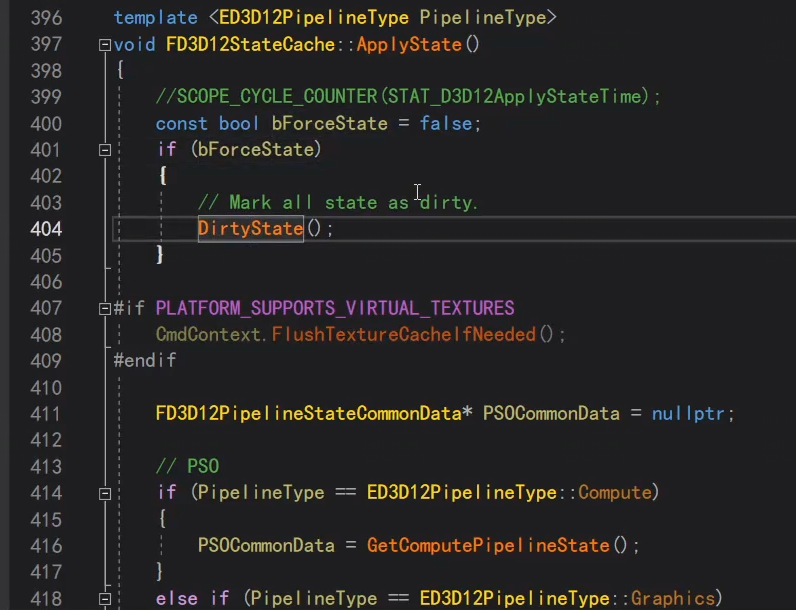 396 template <ED3D12PipelineType PipelineType>
397 void FD3D12StateCache::ApplyState()
398 {
399 //SCOPE_CYCLE_COUNTER(STAT_D3D12ApplyStateTime);
400 const bool bForceState = false;
401 if (bForceState)
402 {
403 // Mark all state as dirty.
404 DirtyState();
405 }
406
407 #if PLATFORM_SUPPORTS_VIRTUAL_TEXTURES
408 CmdContext.FlushTextureCacheIfNeeded();
409 #endif
410
411 FD3D12PipelineStateCommonData* PSOCommonData = nullptr;
412
413 // PSO
414 if (PipelineType == ED3D12PipelineType::Compute)
415 {
416 PSOCommonData = GetComputePipelineState();
417 }
418 else if (PipelineType == ED3D12PipelineType::Graphics)